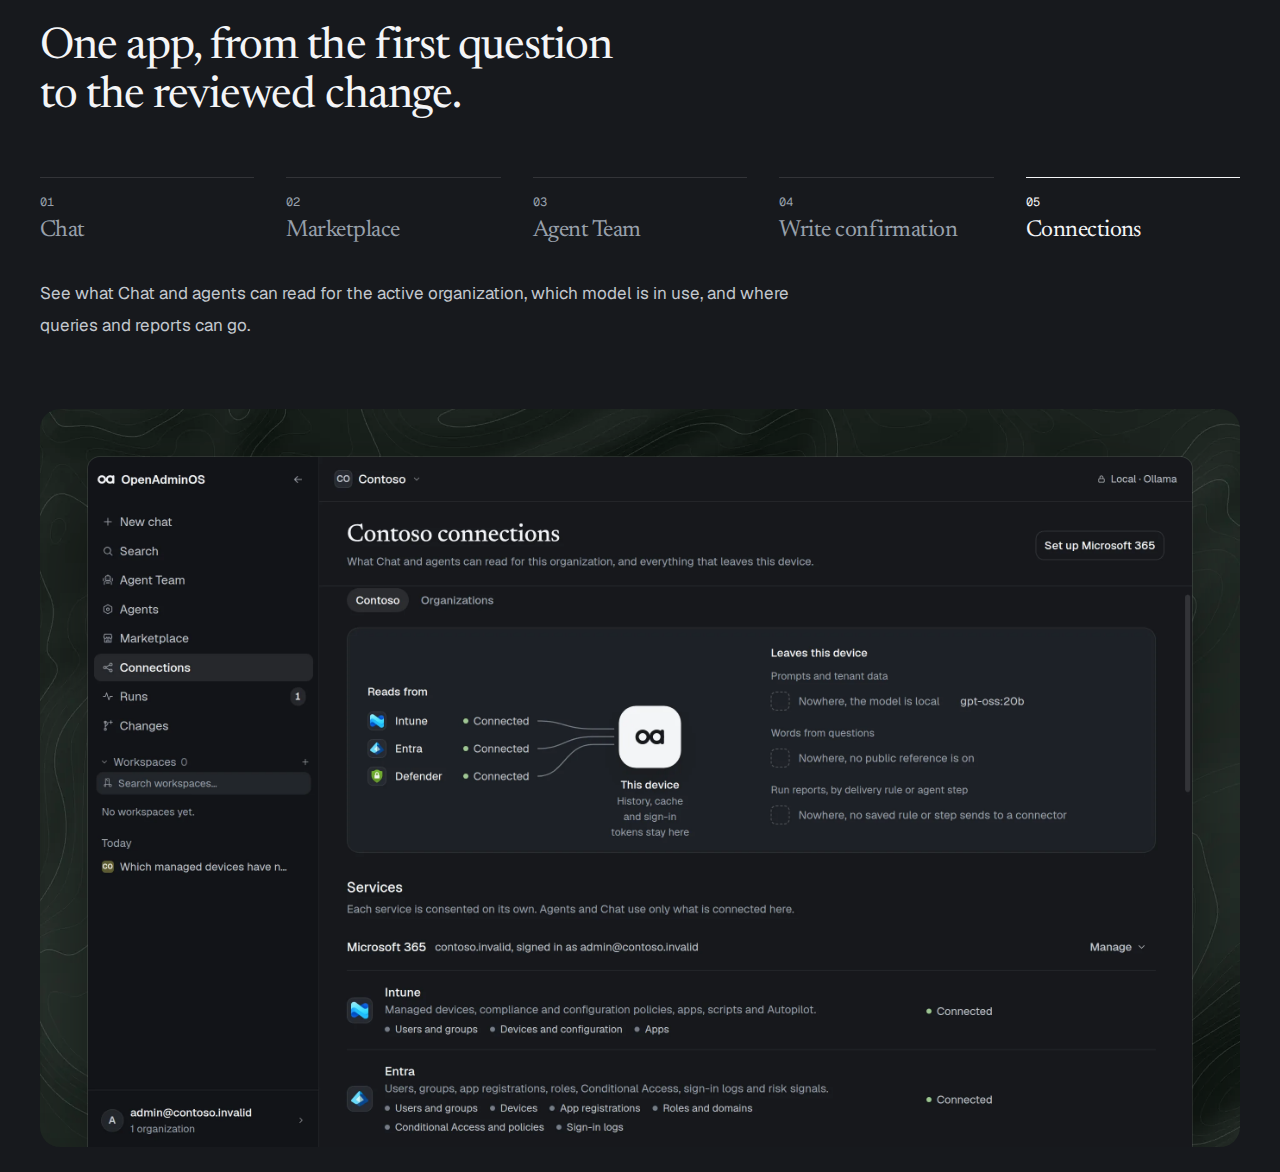 One app, from the first question
to the reviewed change.
01
Chat
02
Marketplace
03
Agent Team
04
Write confirmation
05
Connections
See what Chat and agents can read for the active organization, which model is in use, and where
queries and reports can go.
OpenAdminOS
New chat
Search
Agent Team
Agents
Marketplace
Connections
Runs 1
Changes
Workspaces 0
Search workspaces...
No workspaces yet.
Today
CO Which managed devices have n...
A
admin@contoso.invalid
1 organization
CO Contoso
Local · Ollama
Contoso connections
What Chat and agents can read for this organization, and everything that leaves this device.
Set up Microsoft 365
Contoso Organizations
Reads from
Intune Connected
Entra Connected
Defender Connected
oa
This device
History, cache
and sign-in
tokens stay here
Leaves this device
Prompts and tenant data
Nowhere, the model is local gpt-oss:20b
Words from questions
Nowhere, no public reference is on
Run reports, by delivery rule or agent step
Nowhere, no saved rule or step sends to a connector
Services
Each service is consented on its own. Agents and Chat use only what is connected here.
Microsoft 365 contoso.invalid, signed in as admin@contoso.invalid
Manage
Intune
Managed devices, compliance and configuration policies, apps, scripts and Autopilot.
Users and groups Devices and configuration Apps
Connected
Entra
Users, groups, app registrations, roles, Conditional Access, sign-in logs and risk signals.
Users and groups Devices App registrations Roles and domains
Conditional Access and policies Sign-in logs
Connected